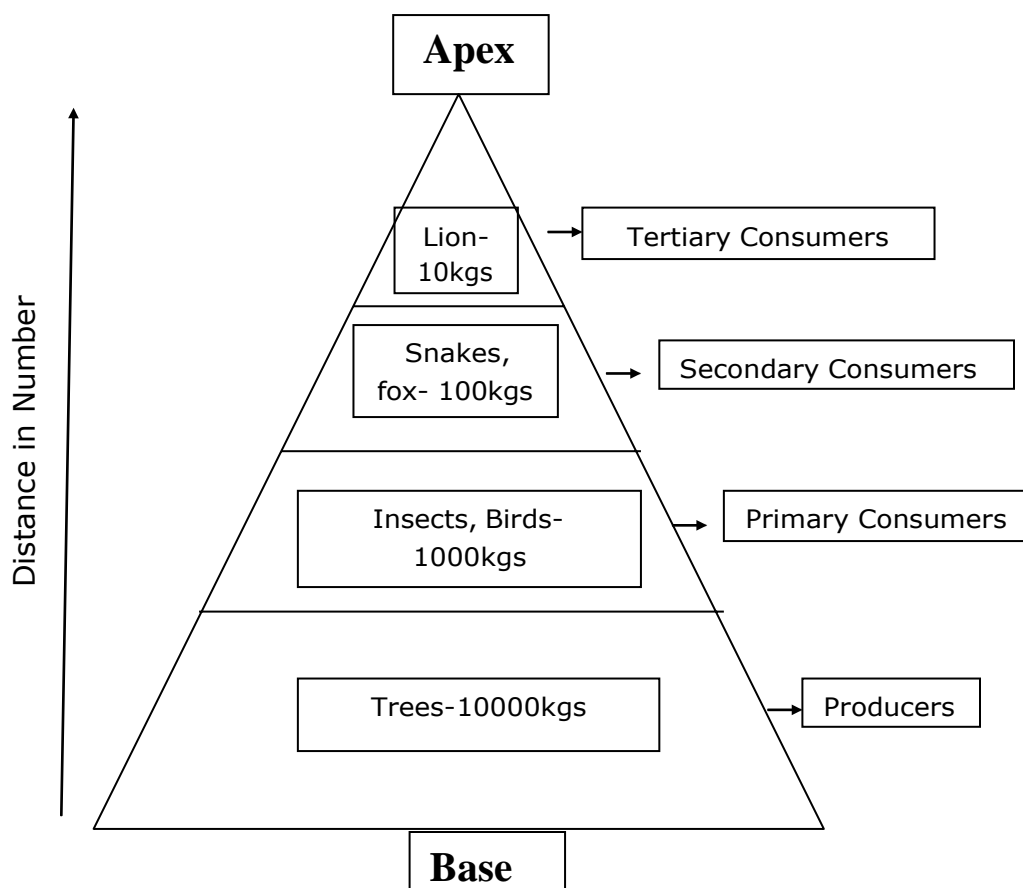 Apex
Lion-
10kgs
Tertiary Consumers
Snakes,
fox- 100kgs
Secondary Consumers
Insects, Birds-
1000kgs
Primary Consumers
Trees-10000kgs
Producers
Base
Distance in Number